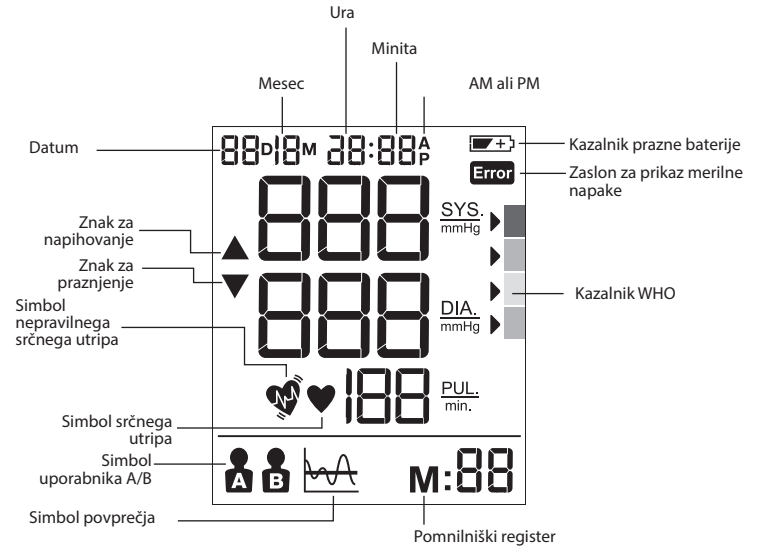 Ura
Minita
Mesec
AM ali PM
Datum
88D18M 28:88 A
P
Kazalnik prazne baterije
Error
Zaslon za prikaz merilne
napake
888
SYS.
mmHg
Znak za
napihovanje
Znak za
praznjenje
Kazalnik WHO
888
DIA.
mmHg
Simbol
nepravilnega
srčnega utripa
188
PUL.
min.
Simbol srčnega
utripa
Simbol
uporabnika A/B
A
B
M:88
Simbol povprečja
Pomnilniški register